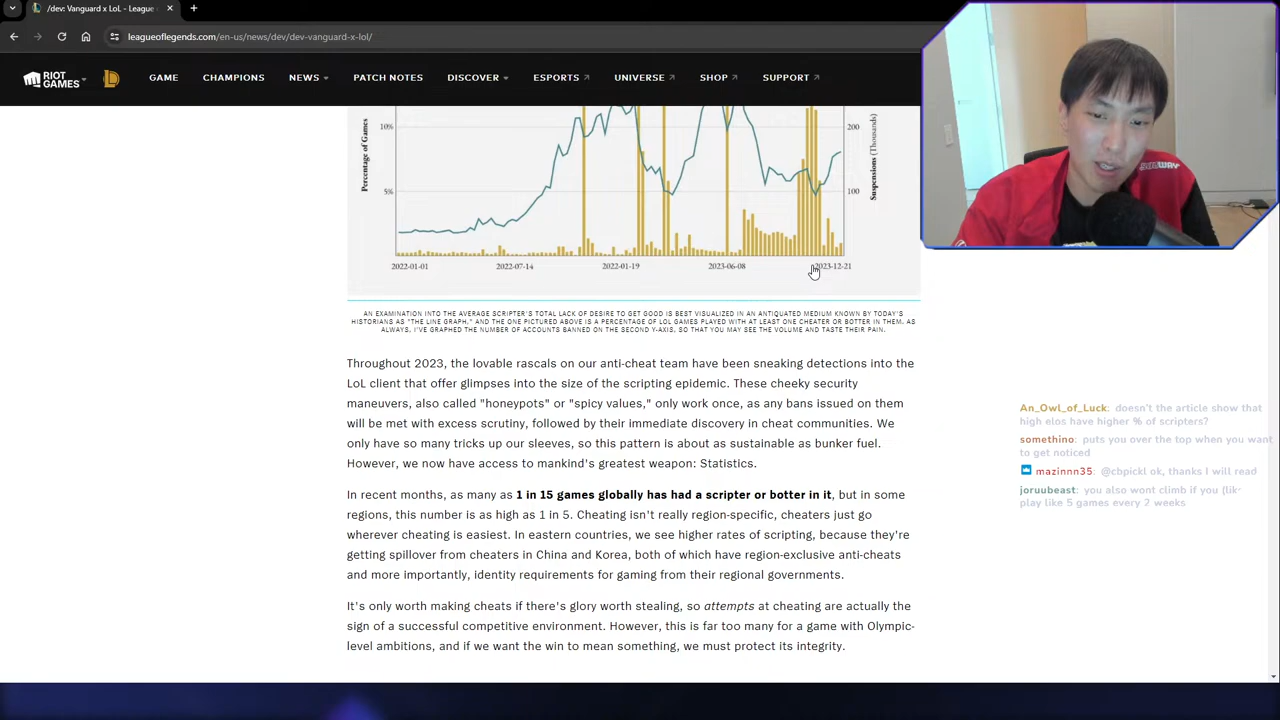 /dev: Vanguard x LoL - League o
leagueoflegends.com/en-us/news/dev/dev-vanguard-x-lol/
RIOT GAMES
GAME
CHAMPIONS
NEWS
PATCH NOTES
DISCOVER
ESPORTS
UNIVERSE
SHOP
SUPPORT
10%
5%
Percentage of Games
200
100
Suspensions (Thousands)
2022-01-01
2022-07-14
2022-01-19
2023-06-08
2023-12-21
AN EXAMINATION INTO THE AVERAGE SCRIPTER'S TOTAL LACK OF DESIRE TO GET GOOD IS BEST VISUALIZED IN AN ANTIQUATED MEDIUM KNOWN BY TODAY'S
HISTORIANS AS "THE LINE GRAPH," AND THE ONE PICTURED ABOVE IS A PERCENTAGE OF LOL GAMES PLAYED WITH AT LEAST ONE CHEATER OR BOTTER IN THEM. AS
ALWAYS, I'VE GRAPHED THE NUMBER OF ACCOUNTS BANNED ON THE SECOND Y-AXIS, SO THAT YOU MAY SEE THE VOLUME AND TASTE THEIR PAIN.
Throughout 2023, the lovable rascals on our anti-cheat team have been sneaking detections into the
LoL client that offer glimpses into the size of the scripting epidemic. These cheeky security
maneuvers, also called "honeypots" or "spicy values," only work once, as any bans issued on them
will be met with excess scrutiny, followed by their immediate discovery in cheat communities. We
only have so many tricks up our sleeves, so this pattern is about as sustainable as bunker fuel.
However, we now have access to mankind's greatest weapon: Statistics.
In recent months, as many as 1 in 15 games globally has had a scripter or botter in it, but in some
regions, this number is as high as 1 in 5. Cheating isn't really region-specific, cheaters just go
wherever cheating is easiest. In eastern countries, we see higher rates of scripting, because they're
getting spillover from cheaters in China and Korea, both of which have region-exclusive anti-cheats
and more importantly, identity requirements for gaming from their regional governments.
It's only worth making cheats if there's glory worth stealing, so attempts at cheating are actually the
sign of a successful competitive environment. However, this is far too many for a game with Olympic-
level ambitions, and if we want the win to mean something, we must protect its integrity.
SUBWAY
An_Owl_of_Luck: doesn't the article show that
high elos have higher % of scripters?
somethino: puts you over the top when you want
to get noticed
mazinnn35: @cbpickl ok, thanks I will read
joruubeast: you also wont climb if you (lik
play like 5 games every 2 weeks